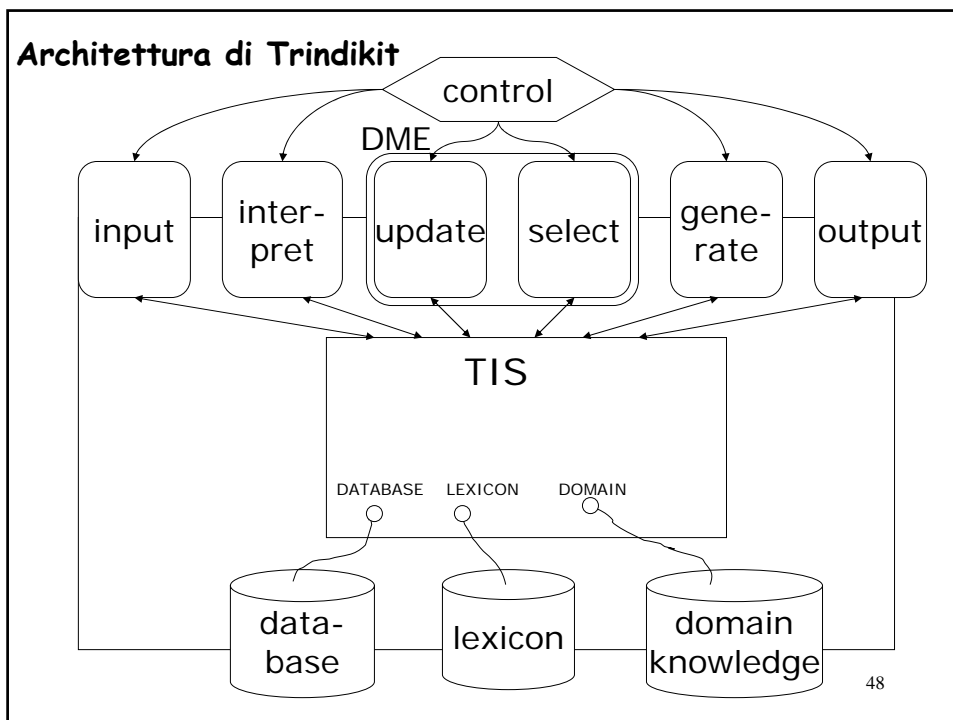 Architettura di Trindikit
control
DME
input
inter-
pret
update
select
gene-
rate
output
TIS
DATABASE
LEXICON
DOMAIN
data-
base
lexicon
domain
knowledge
48